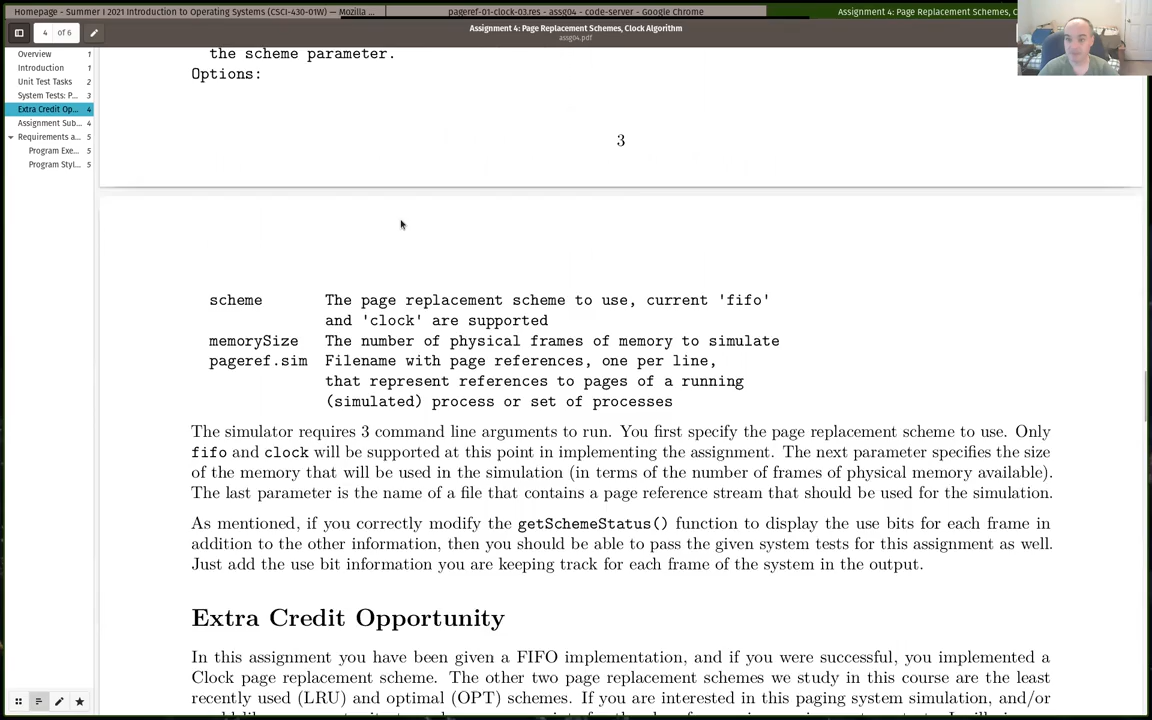 Homepage - Summer I 2021 Introduction to Operating Systems (CSCI-430-01W) — Mozilla ...
pageref-01-clock-03.res - assg04 - code-server - Google Chrome
Assignment 4: Page Replacement Schemes, C
4 of 6
Assignment 4: Page Replacement Schemes, Clock Algorithm
assg04.pdf
Overview 1
Introduction 1
Unit Test Tasks 2
System Tests: P... 3
Extra Credit Op... 4
Assignment Sub... 4
Requirements a... 5
Program Exe... 5
Program Styl... 5
the scheme parameter.
Options:
3
scheme The page replacement scheme to use, current 'fifo'
and 'clock' are supported
memorySize The number of physical frames of memory to simulate
pageref.sim Filename with page references, one per line,
that represent references to pages of a running
(simulated) process or set of processes
The simulator requires 3 command line arguments to run. You first specify the page replacement scheme to use. Only
fifo and clock will be supported at this point in implementing the assignment. The next parameter specifies the size
of the memory that will be used in the simulation (in terms of the number of frames of physical memory available).
The last parameter is the name of a file that contains a page reference stream that should be used for the simulation.
As mentioned, if you correctly modify the getSchemeStatus() function to display the use bits for each frame in
addition to the other information, then you should be able to pass the given system tests for this assignment as well.
Just add the use bit information you are keeping track for each frame of the system in the output.
Extra Credit Opportunity
In this assignment you have been given a FIFO implementation, and if you were successful, you implemented a
Clock page replacement scheme. The other two page replacement schemes we study in this course are the least
recently used (LRU) and optimal (OPT) schemes. If you are interested in this paging system simulation, and/or